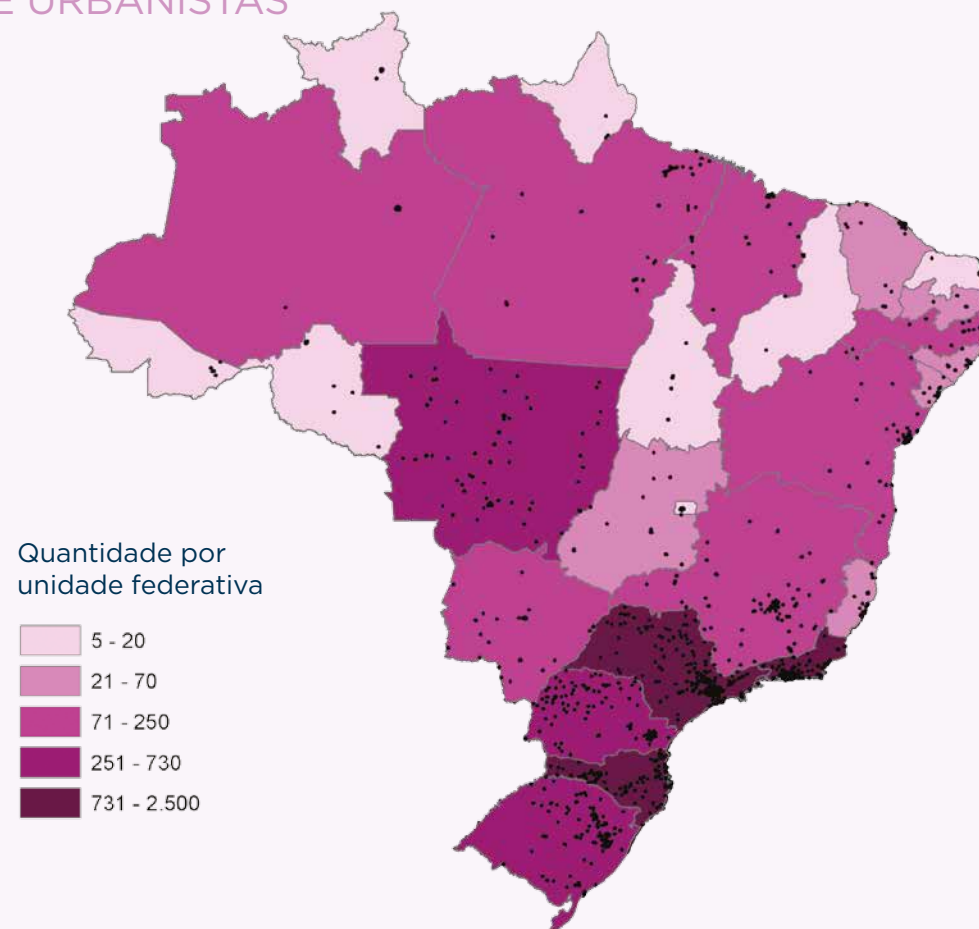 E URBANISTAS
Quantidade por
unidade federativa
5 - 20
21 - 70
71 - 250
251 - 730
731 - 2.500